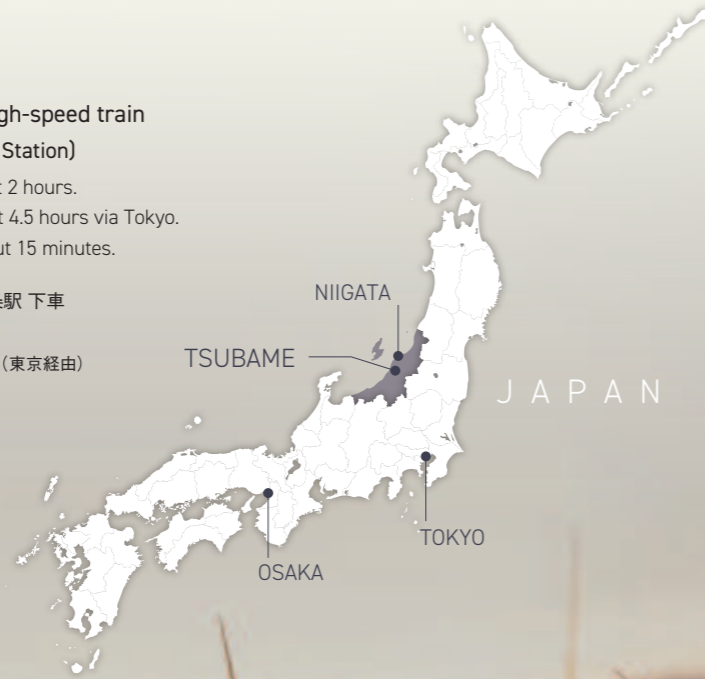 gh-speed train
Station)
t 2 hours.
t 4.5 hours via Tokyo.
ut 15 minutes.
駅 下車
（東京経由）
NIIGATA
TSUBAME
JAPAN
TOKYO
OSAKA